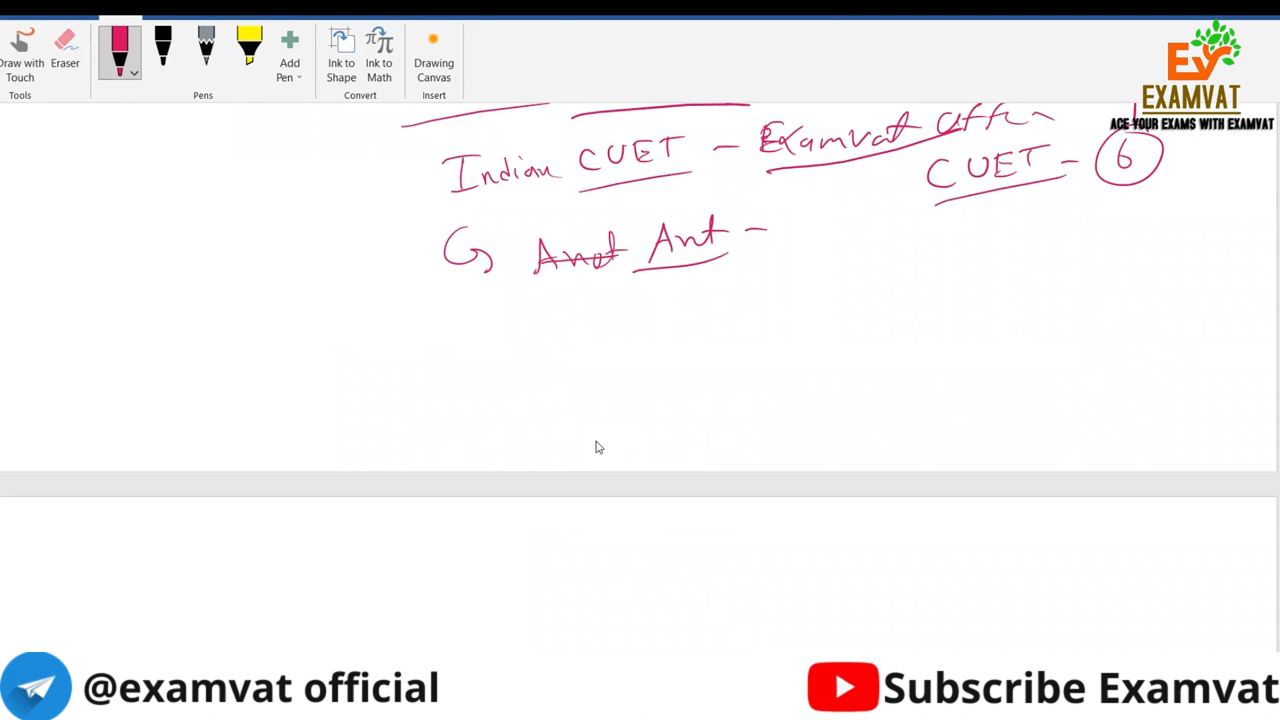 Draw with Touch
Eraser
Add Pen
Ink to Shape
Ink to Math
Drawing Canvas
Tools
Pens
Convert
Insert
EXAMVAT
ACE YOUR EXAMS WITH EXAMVAT
Indian CUET - Examvat
CUET - 6
Anot Ant -
@examvat official
Subscribe Examvat